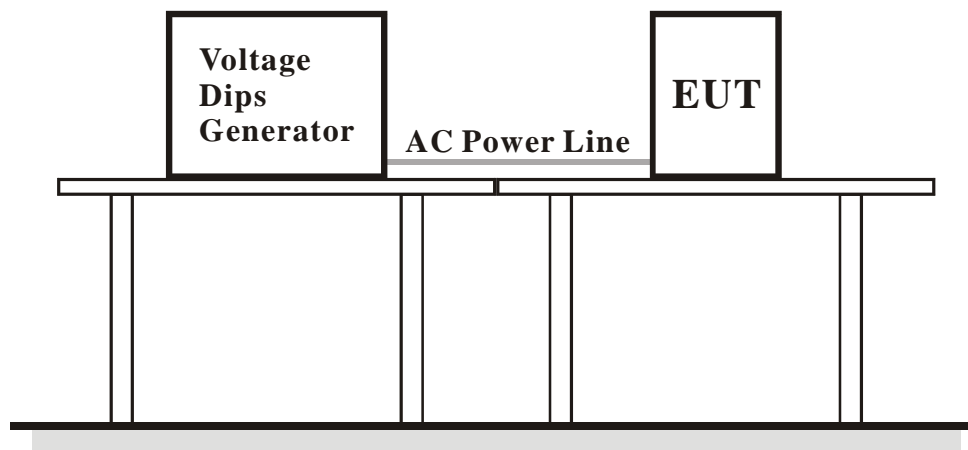 Voltage
Dips
Generator
EUT
AC Power Line